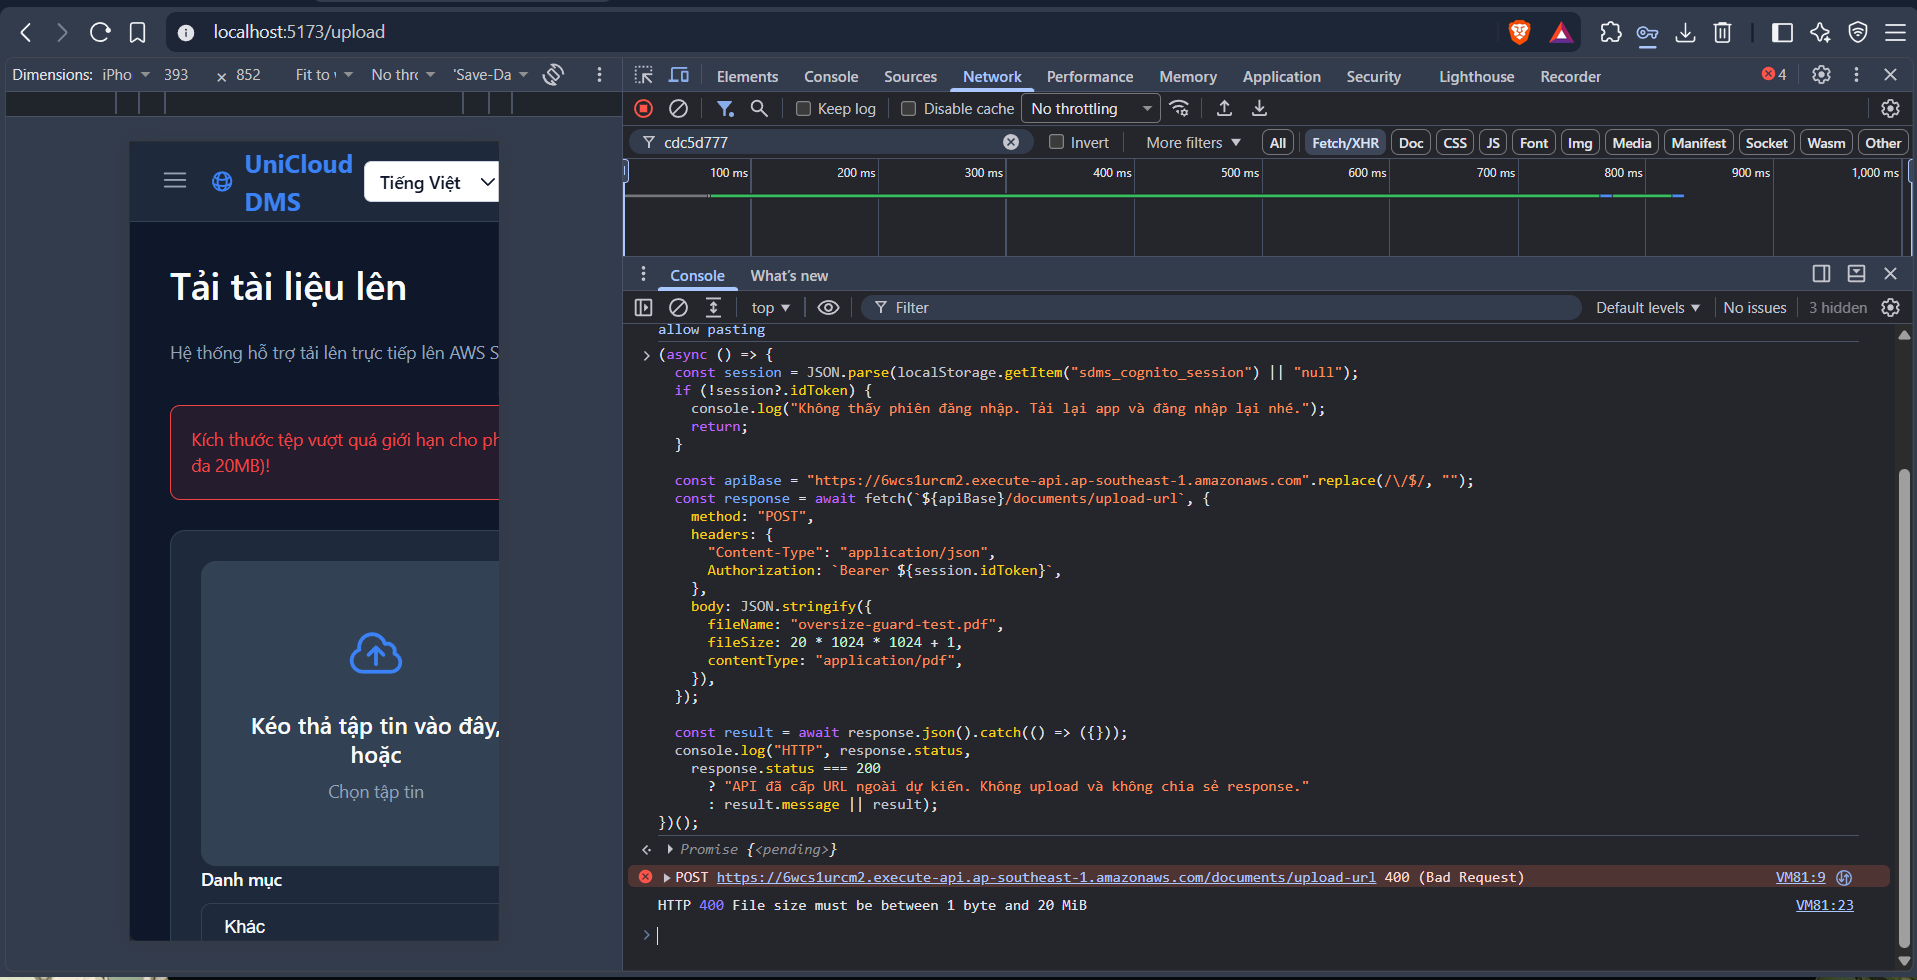 localhost:5173/upload
Dimensions: iPho 393 × 852 Fit to No thr 'Save-Da
Elements Console Sources Network Performance Memory Application Security Lighthouse Recorder 4
Keep log Disable cache No throttling
cdc5d777 Invert More filters All Fetch/XHR Doc CSS JS Font Img Media Manifest Socket Wasm Other
100 ms 200 ms 300 ms 400 ms 500 ms 600 ms 700 ms 800 ms 900 ms 1,000 ms
UniCloud
DMS
Tiếng Việt
Tải tài liệu lên
Hệ thống hỗ trợ tải lên trực tiếp lên AWS S
Kích thước tệp vượt quá giới hạn cho ph
đa 20MB)!
Kéo thả tập tin vào đây,
hoặc
Chọn tập tin
Danh mục
Khác
Console What's new
top Filter Default levels No issues 3 hidden
allow pasting
(async () => {
const session = JSON.parse(localStorage.getItem("sdms_cognito_session") || "null");
if (!session?.idToken) {
console.log("Không thấy phiên đăng nhập. Tải lại app và đăng nhập lại nhé.");
return;
}
const apiBase = "https://6wcs1urcm2.execute-api.ap-southeast-1.amazonaws.com".replace(/\/$/, "");
const response = await fetch(`${apiBase}/documents/upload-url`, {
method: "POST",
headers: {
"Content-Type": "application/json",
Authorization: `Bearer ${session.idToken}`,
},
body: JSON.stringify({
fileName: "oversize-guard-test.pdf",
fileSize: 20 * 1024 * 1024 + 1,
contentType: "application/pdf",
}),
});
const result = await response.json().catch(() => ({}));
console.log("HTTP", response.status,
response.status === 200
? "API đã cấp URL ngoài dự kiến. Không upload và không chia sẻ response."
: result.message || result);
})();
Promise {<pending>}
POST https://6wcs1urcm2.execute-api.ap-southeast-1.amazonaws.com/documents/upload-url 400 (Bad Request) VM81:9
HTTP 400 File size must be between 1 byte and 20 MiB VM81:23